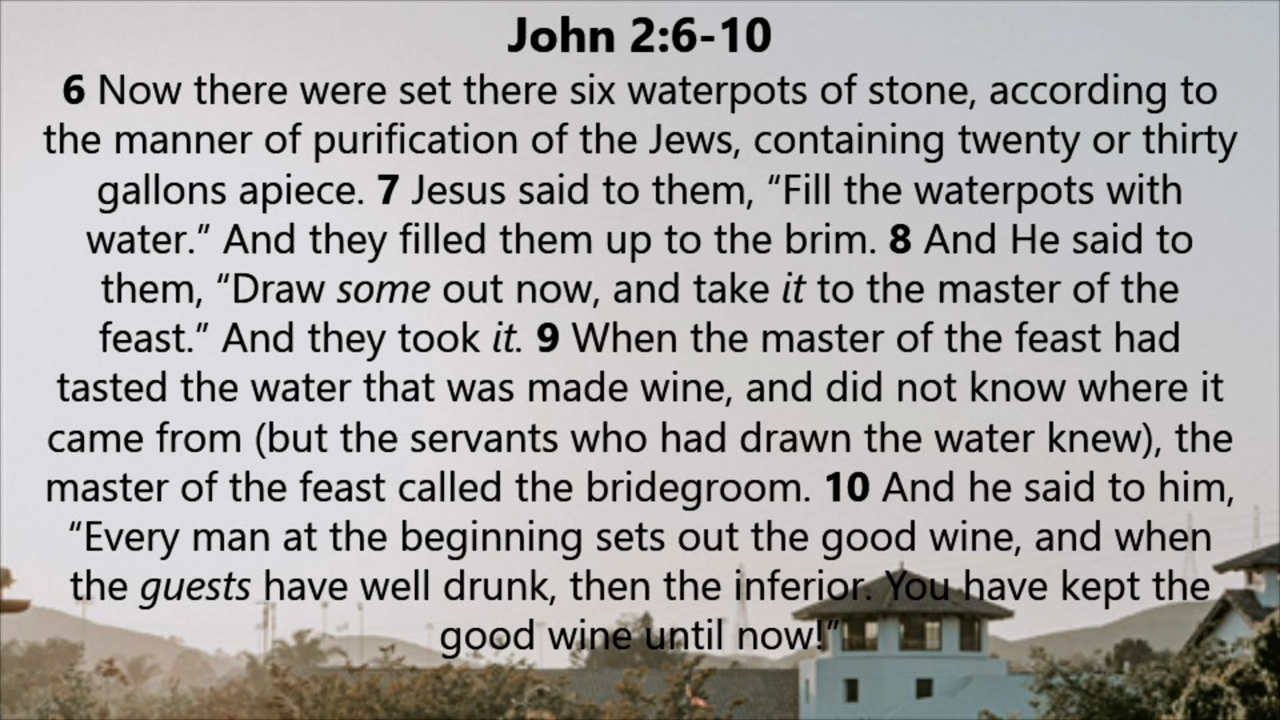 John 2:6-10
6 Now there were set there six waterpots of stone, according to
the manner of purification of the Jews, containing twenty or thirty
gallons apiece. 7 Jesus said to them, “Fill the waterpots with
water.” And they filled them up to the brim. 8 And He said to
them, “Draw some out now, and take it to the master of the
feast.” And they took it. 9 When the master of the feast had
tasted the water that was made wine, and did not know where it
came from (but the servants who had drawn the water knew), the
master of the feast called the bridegroom. 10 And he said to him,
“Every man at the beginning sets out the good wine, and when
the guests have well drunk, then the inferior. You have kept the
good wine until now!”